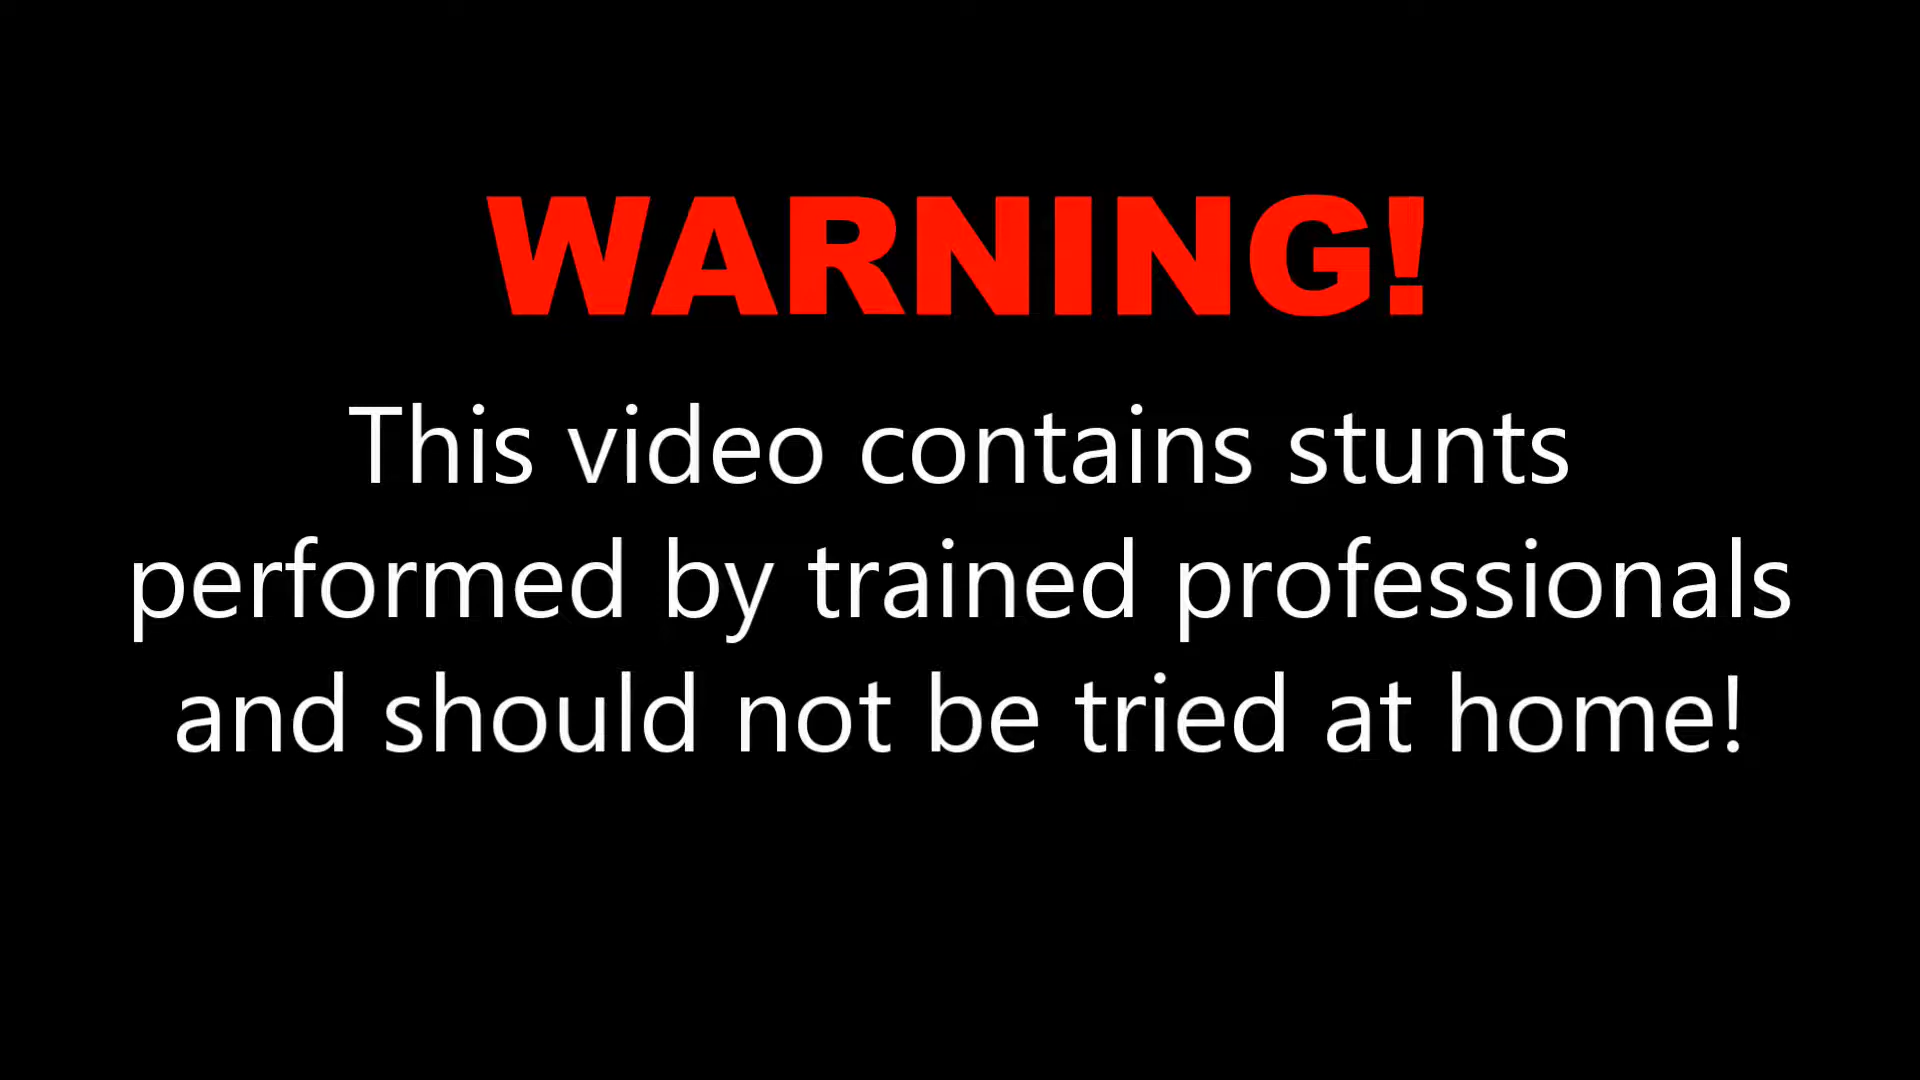 WARNING!
This video contains stunts
performed by trained professionals
and should not be tried at home!